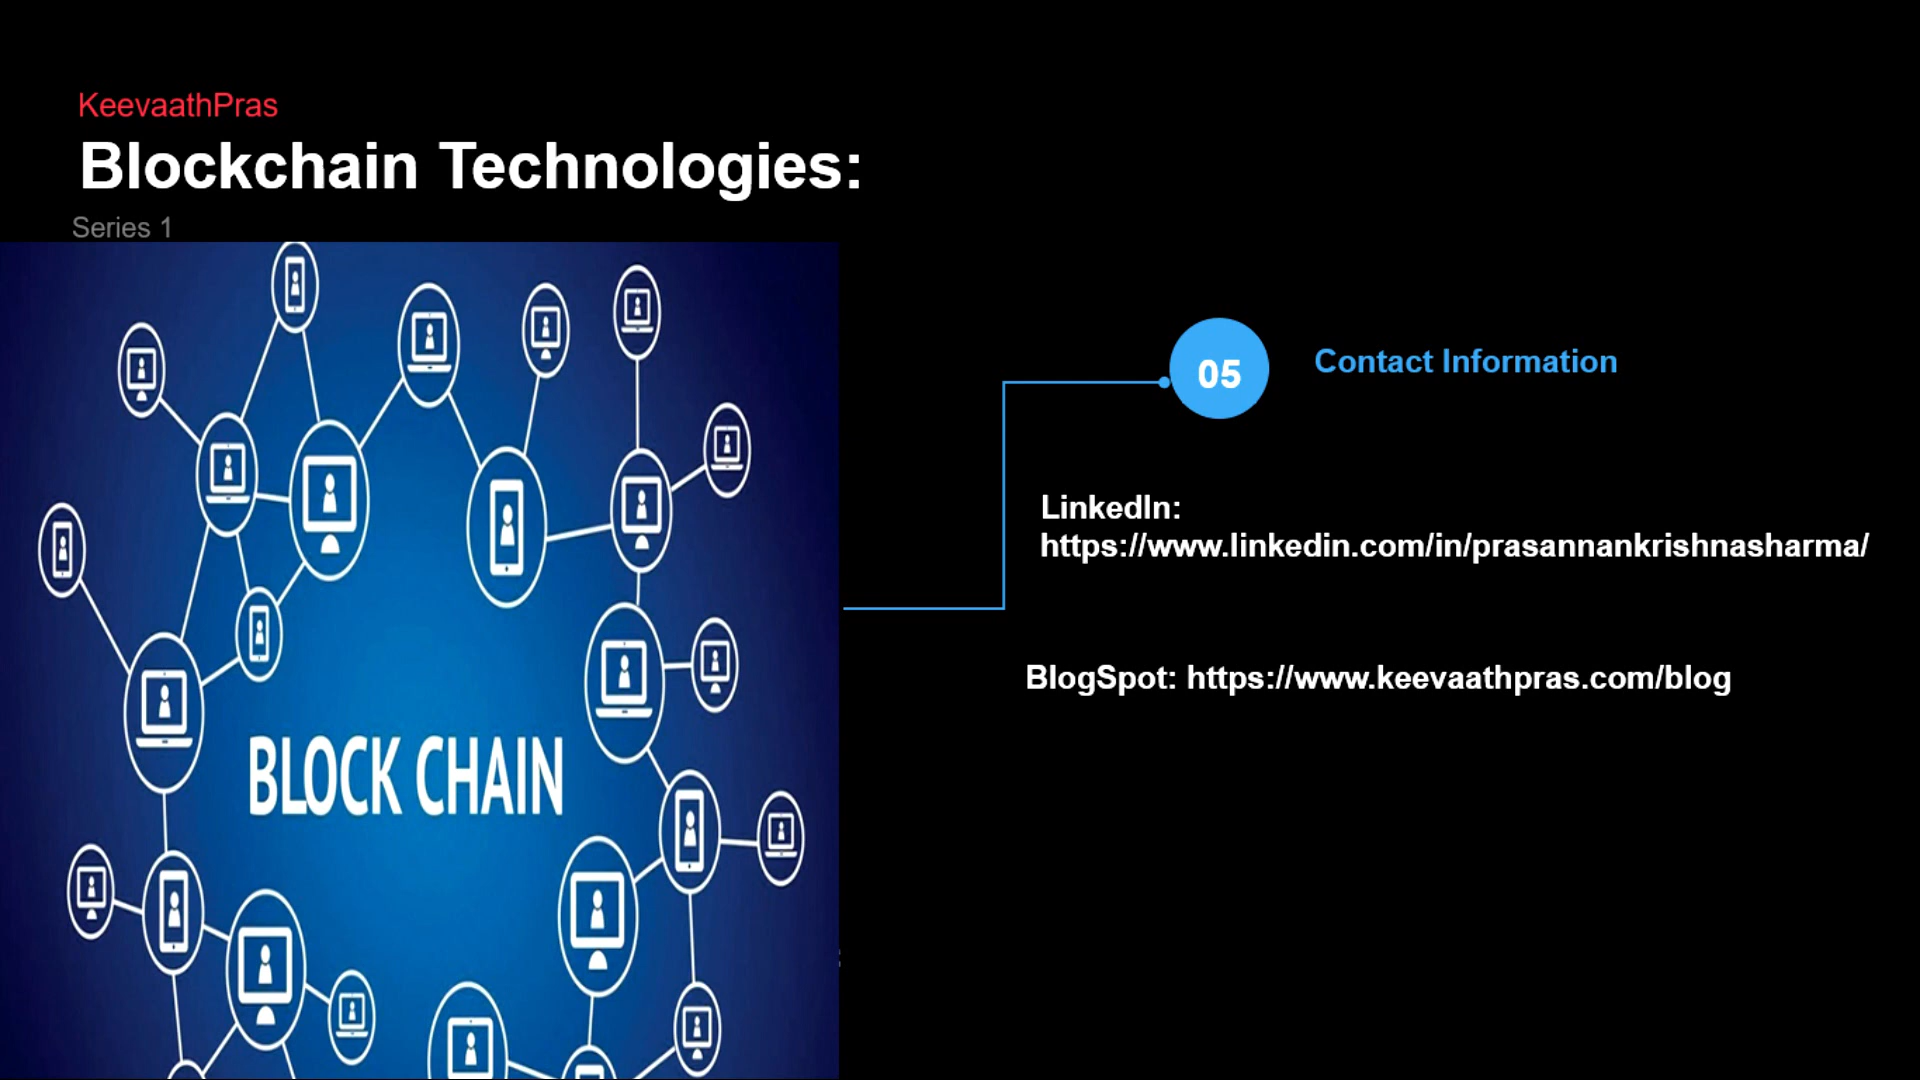 KeevaathPras
Blockchain Technologies:
Series 1
BLOCK CHAIN
05
Contact Information
LinkedIn:
https://www.linkedin.com/in/prasannankrishnasharma/
BlogSpot: https://www.keevaathpras.com/blog